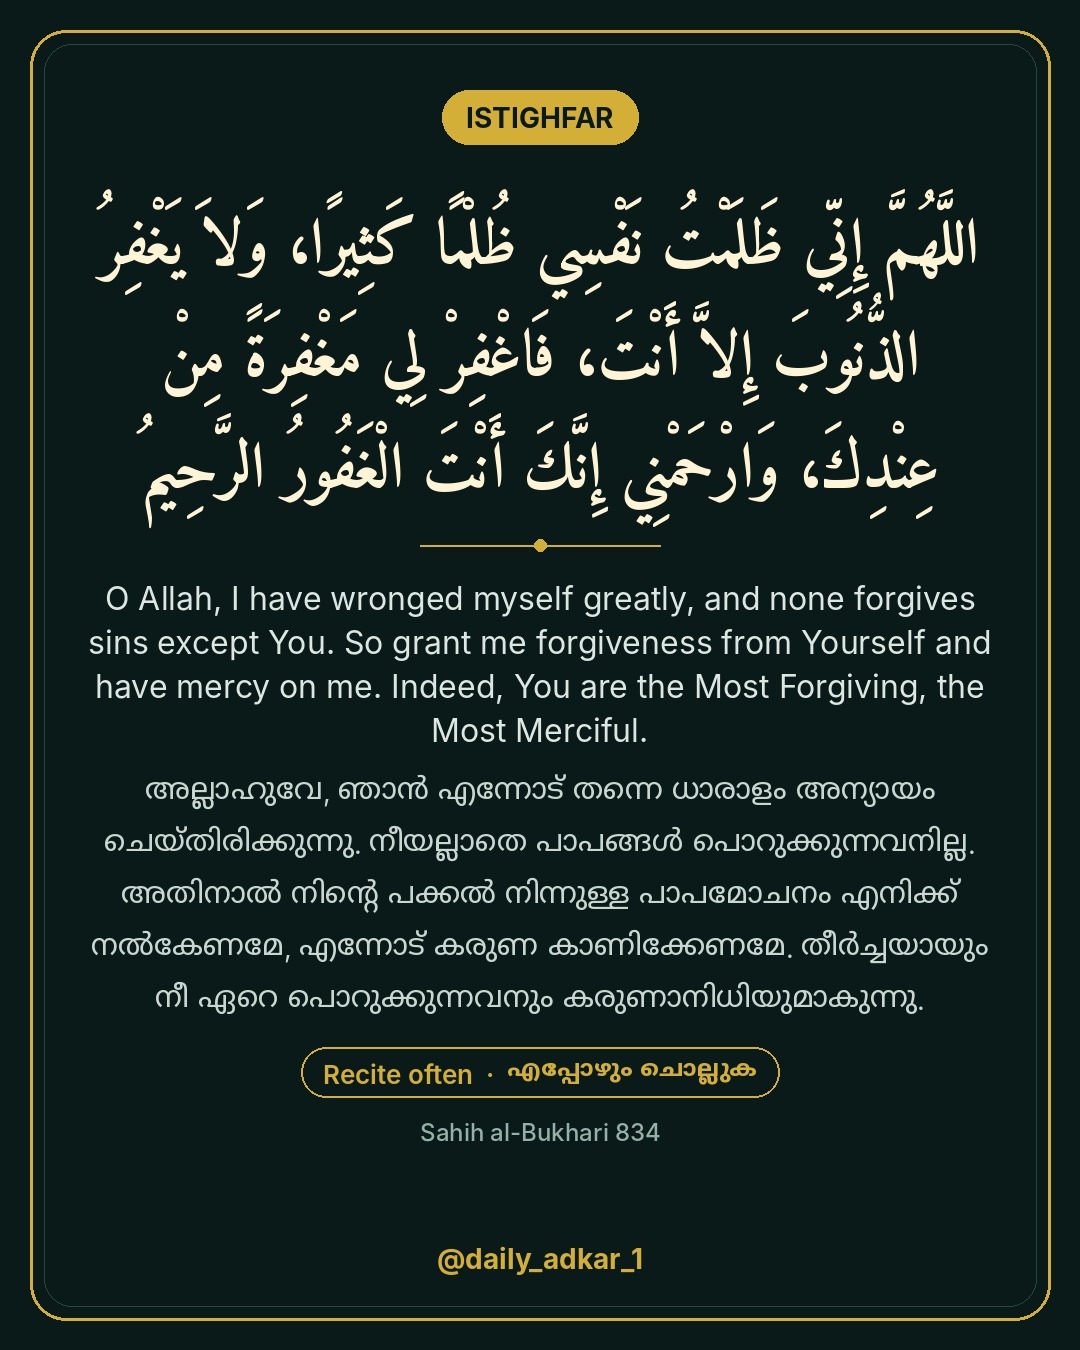 ISTIGHFAR
اللَّهُمَّ إِنِّي ظَلَمْتُ نَفْسِي ظُلْمًا كَثِيرًا، وَلاَ يَغْفِرُ
الذُّنُوبَ إِلاَّ أَنْتَ، فَاغْفِرْ لِي مَغْفِرَةً مِنْ
عِنْدِكَ، وَارْحَمْنِي إِنَّكَ أَنْتَ الْغَفُورُ الرَّحِيمُ
O Allah, I have wronged myself greatly, and none forgives
sins except You. So grant me forgiveness from Yourself and
have mercy on me. Indeed, You are the Most Forgiving, the
Most Merciful.
അല്ലാഹുവേ, ഞാൻ എന്നോട് തന്നെ ധാരാളം അന്യായം
ചെയ്തിരിക്കുന്നു. നീയല്ലാതെ പാപങ്ങൾ പൊറുക്കുന്നവനില്ല.
അതിനാൽ നിന്റെ പക്കൽ നിന്നുള്ള പാപമോചനം എനിക്ക്
നൽകേണമേ, എന്നോട് കരുണ കാണിക്കേണമേ. തീർച്ചയായും
നീ ഏറെ പൊറുക്കുന്നവനും കരുണാനിധിയുമാകുന്നു.
Recite often · എപ്പോഴും ചൊല്ലുക
Sahih al-Bukhari 834
@daily_adkar_1